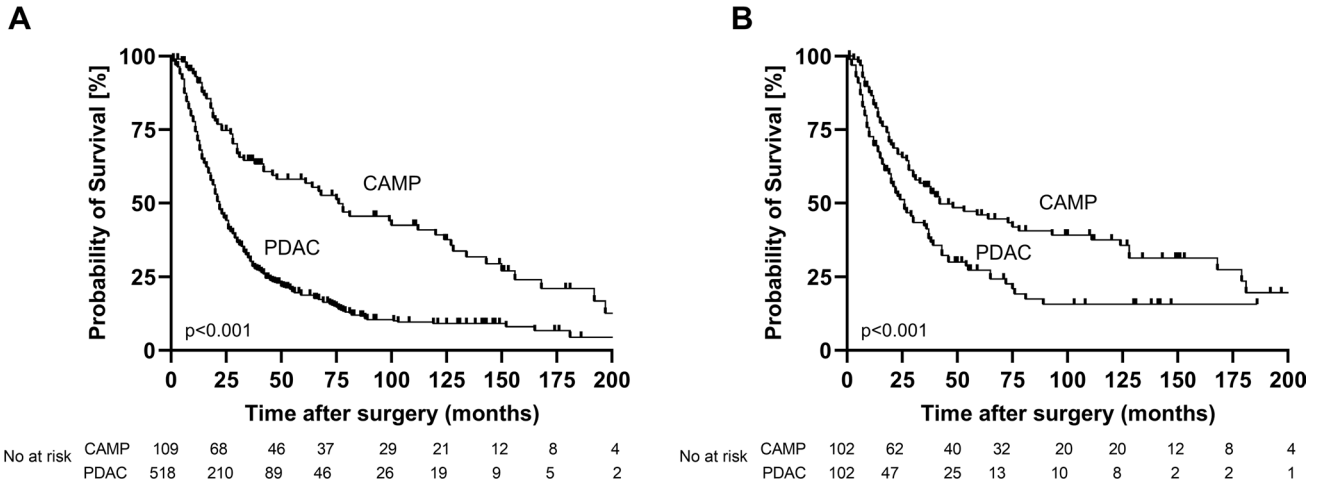 A
Probability of Survival [%]
100
75
50
25
0
CAMP
PDAC
p<0.001
0 25 50 75 100 125 150 175 200
Time after surgery (months)
No at risk
CAMP 109 68 46 37 29 21 12 8 4
PDAC 518 210 89 46 26 19 9 5 2
B
Probability of Survival [%]
100
75
50
25
0
CAMP
PDAC
p<0.001
0 25 50 75 100 125 150 175 200
Time after surgery (months)
No at risk
CAMP 102 62 40 32 20 20 12 8 4
PDAC 102 47 25 13 10 8 2 2 1